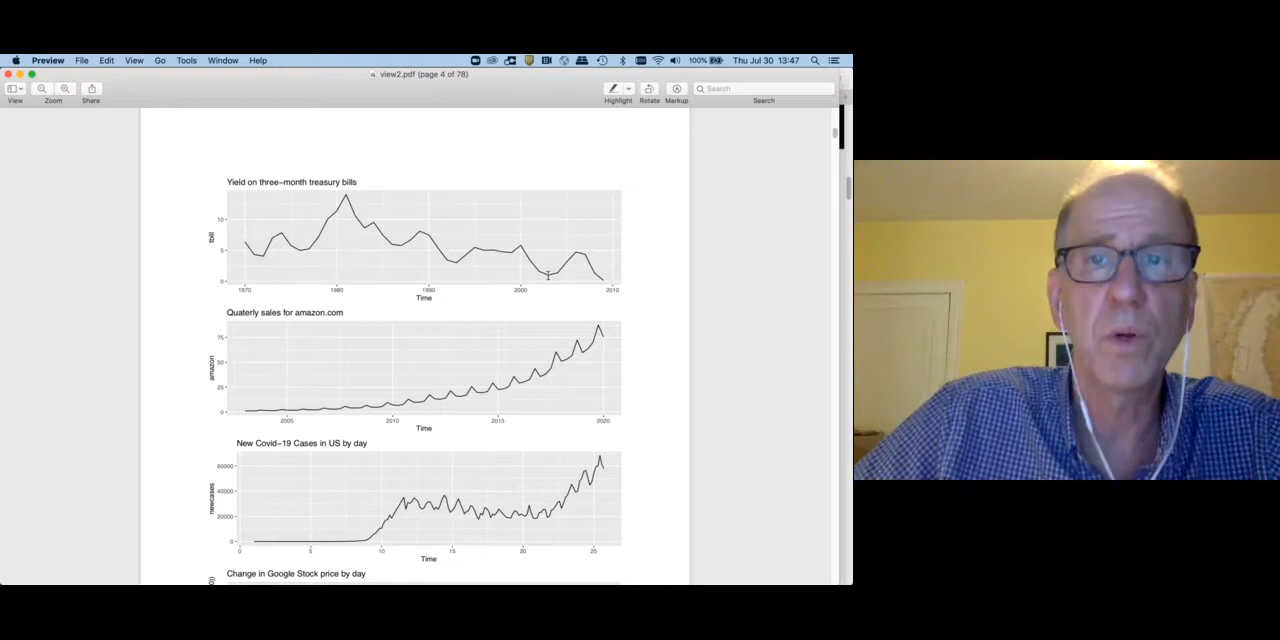 Preview File Edit View Go Tools Window Help 100% Thu Jul 30 13:47
view2.pdf (page 4 of 78)
Search
View Zoom Share Highlight Rotate Markup Search
Yield on three-month treasury bills
tbill
10
5
0
1970 1980 1990 2000 2010
Time
Quaterly sales for amazon.com
amazon
75
50
25
0
2005 2010 2015 2020
Time
New Covid-19 Cases in US by day
newcases
60000
40000
20000
0
0 5 10 15 20 25
Time
Change in Google Stock price by day